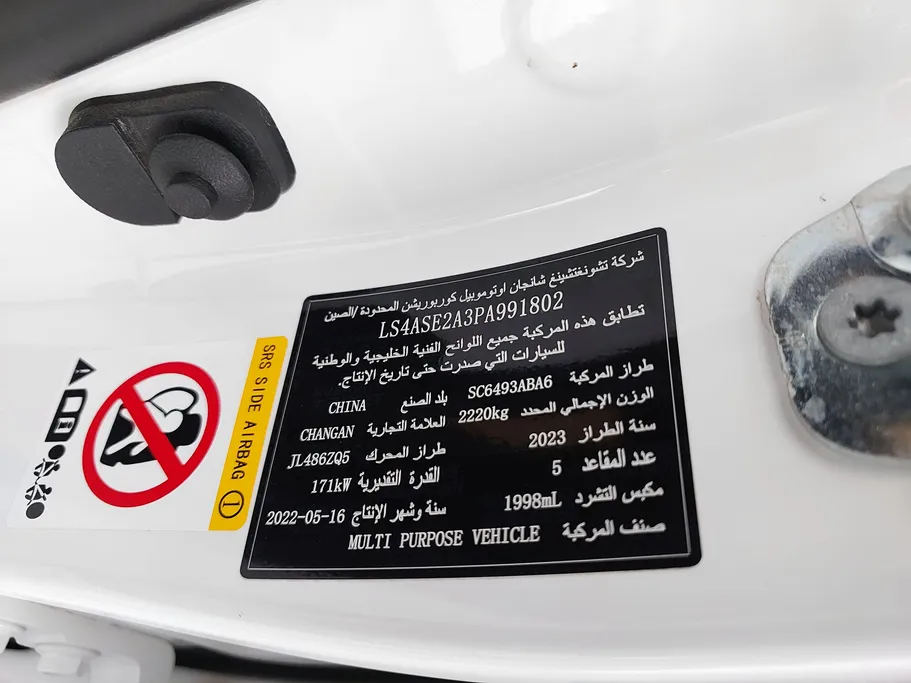 شركة تشونغتشينغ شانجان اوتوموبيل كوربوريشن المحدودة /الصين
LS4ASE2A3PA991802
تطابق هذه المركبة جميع اللوائح الفنية الخليجية والوطنية
للسيارات التي صدرت حتى تاريخ الإنتاج.
طراز المركبة SC6493ABA6 بلد الصنع CHINA
الوزن الإجمالي المحدد 2220kg العلامة التجارية CHANGAN
سنة الطراز 2023 طراز المحرك JL486ZQ5
عدد المقاعد 5 القدرة التقديرية 171kW
مكبس التشرد 1998mL سنة وشهر الإنتاج 2022-05-16
صنف المركبة MULTI PURPOSE VEHICLE
SRS SIDE AIRBAG